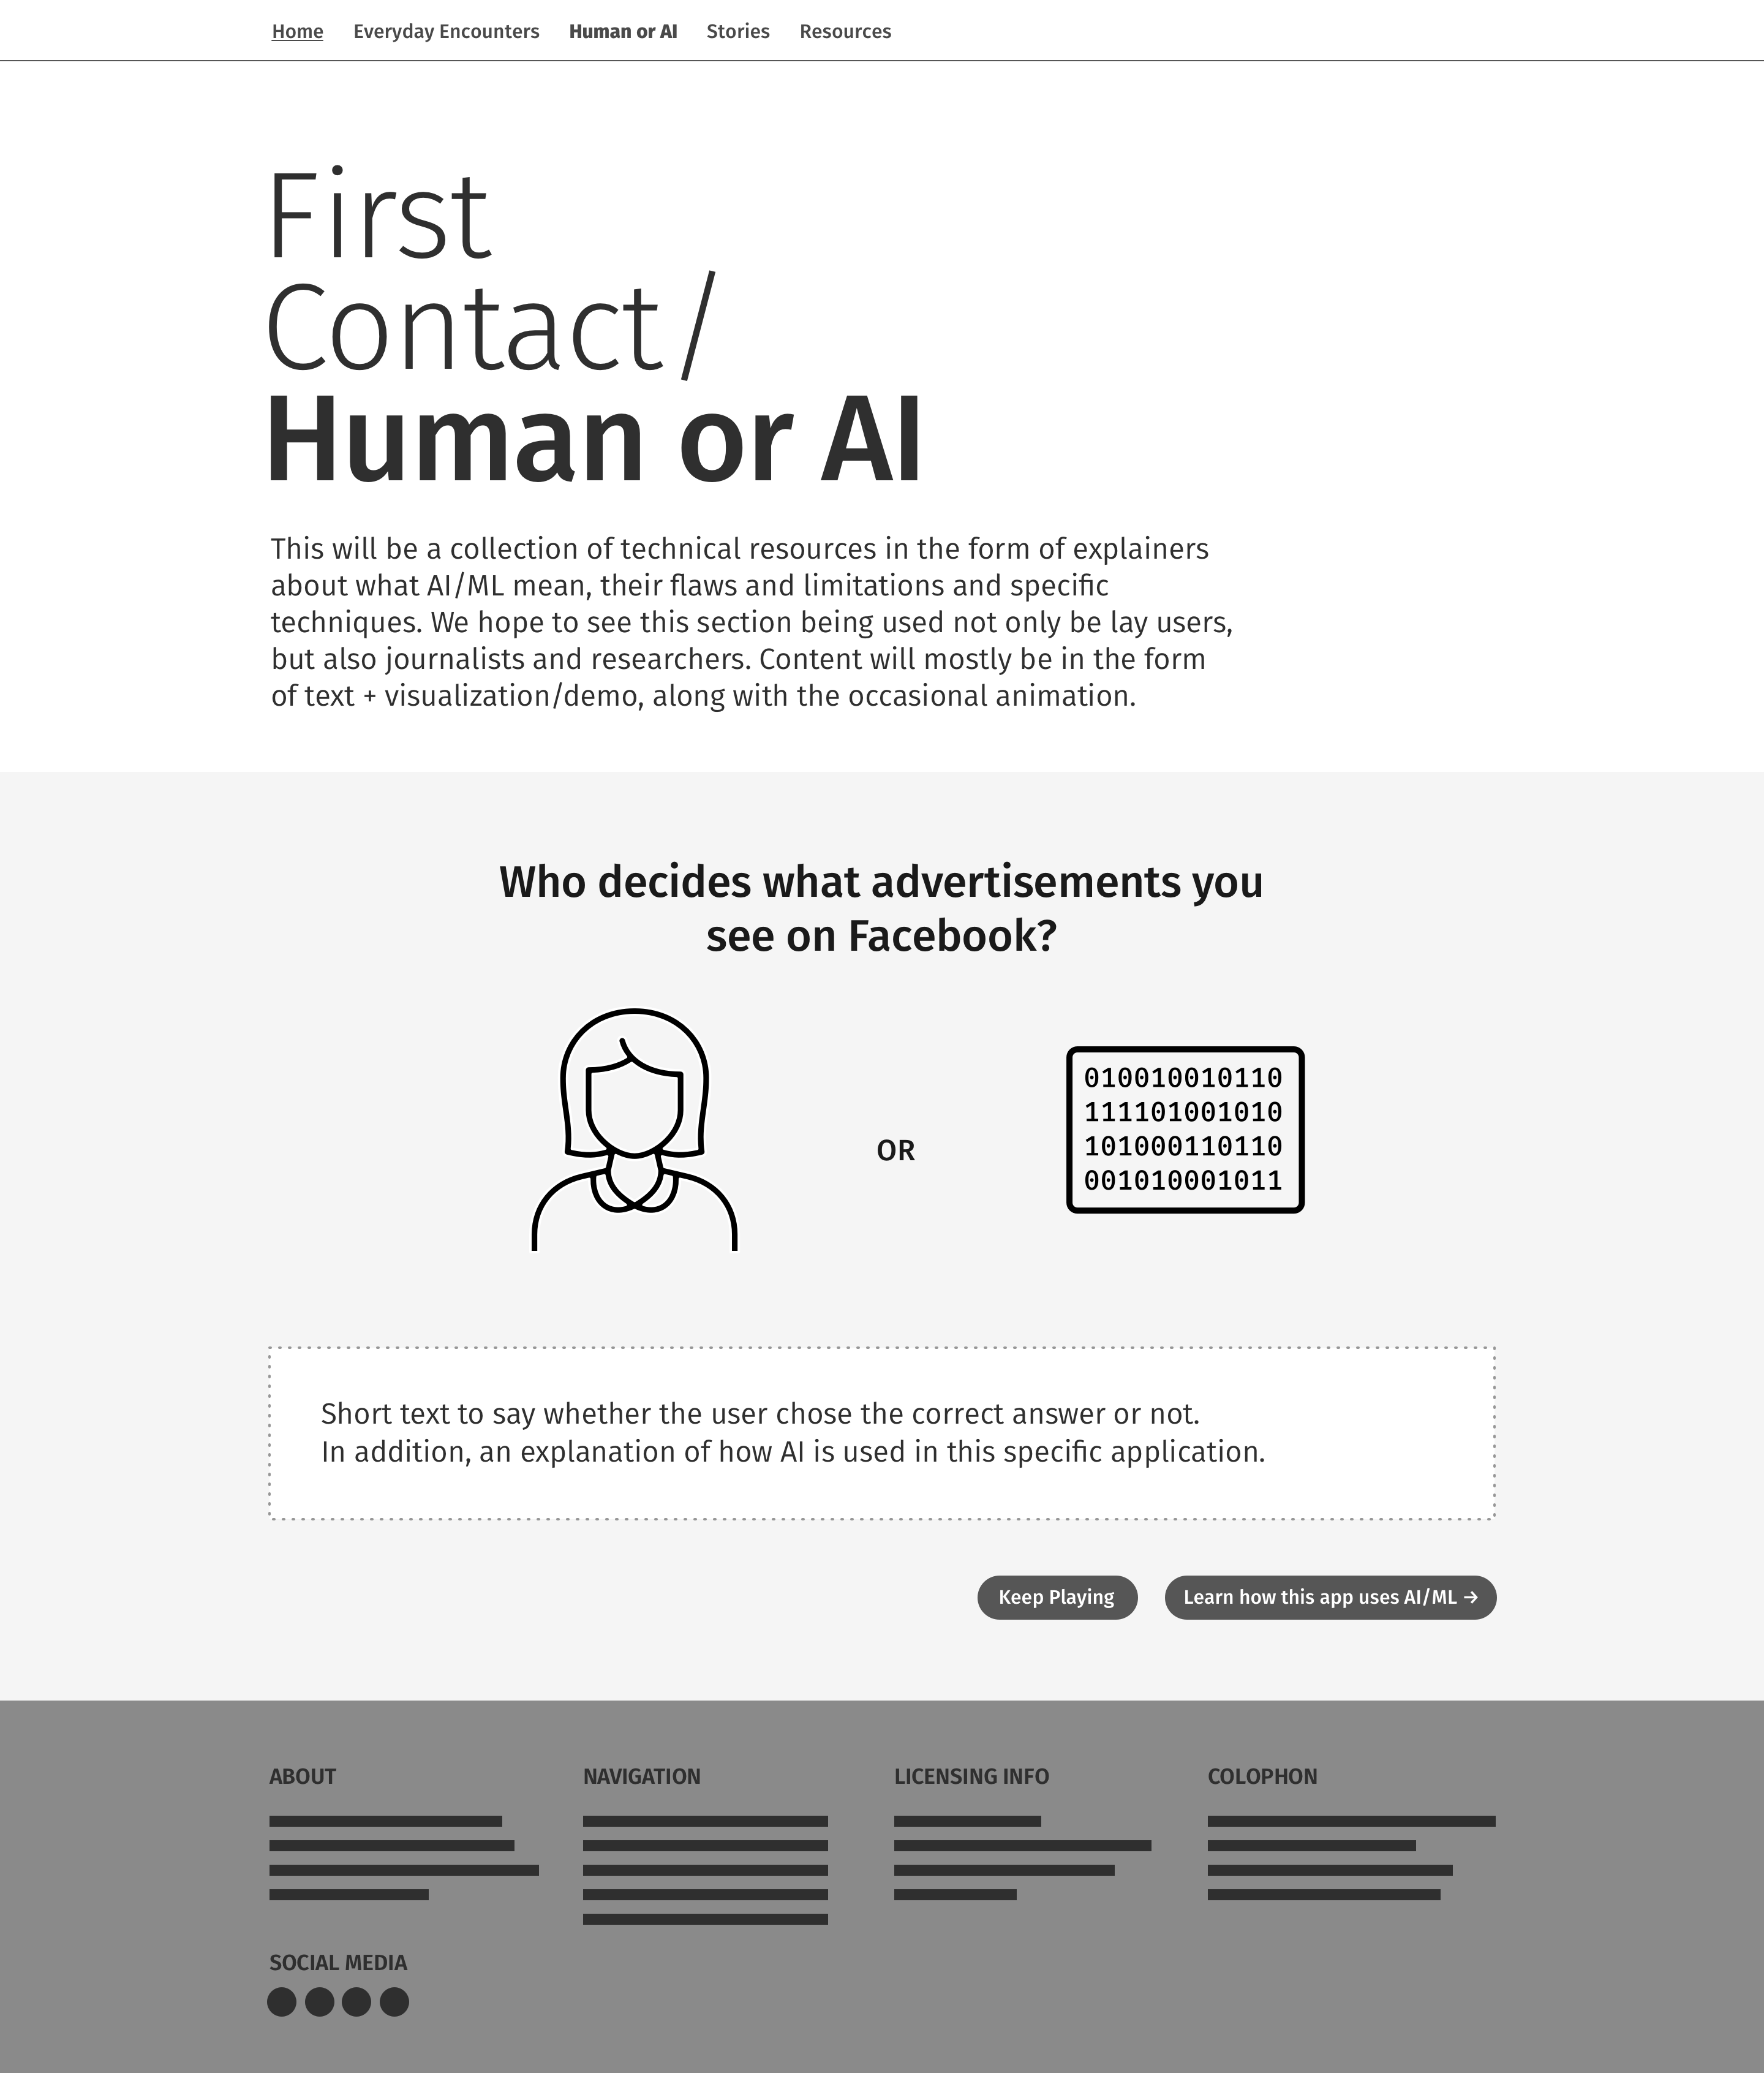 Home Everyday Encounters Human or AI Stories Resources
First
Contact/
Human or AI
This will be a collection of technical resources in the form of explainers
about what AI/ML mean, their flaws and limitations and specific
techniques. We hope to see this section being used not only be lay users,
but also journalists and researchers. Content will mostly be in the form
of text + visualization/demo, along with the occasional animation.
Who decides what advertisements you
see on Facebook?
OR
010010010110
111101001010
101000110110
001010001011
Short text to say whether the user chose the correct answer or not.
In addition, an explanation of how AI is used in this specific application.
Keep Playing
Learn how this app uses AI/ML →
ABOUT
NAVIGATION
LICENSING INFO
COLOPHON
SOCIAL MEDIA